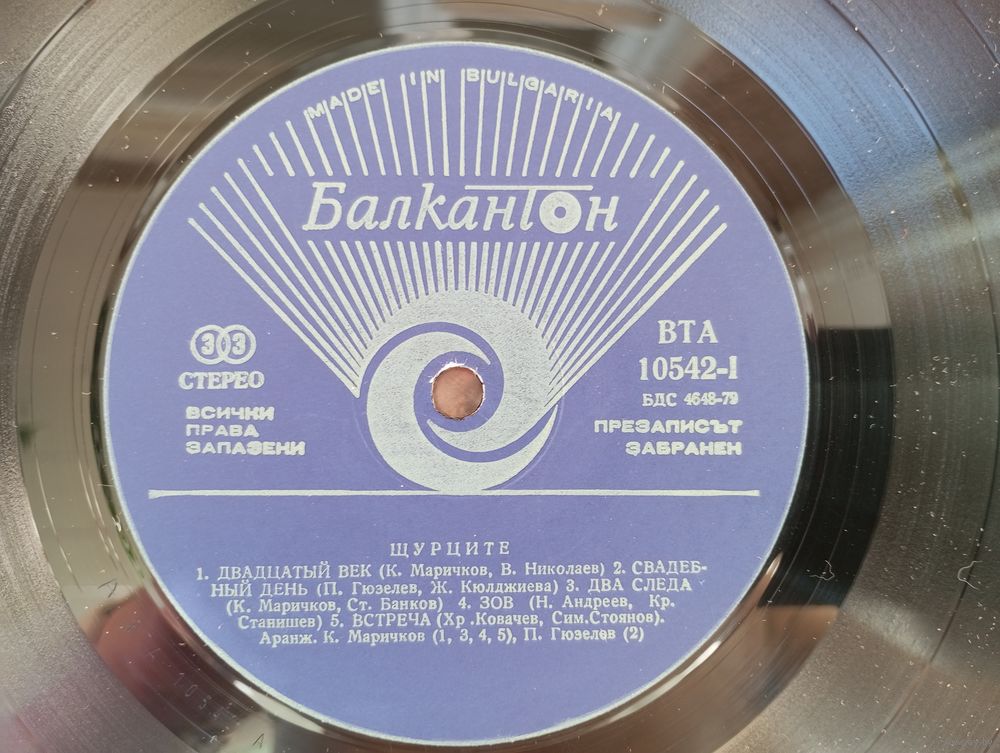 MADE IN BULGARIA
Балкантон
33
СТЕРЕО
ВСИЧКИ
ПРАВА
ЗАПАЗЕНИ
ВТА
10542-I
БДС 4648-79
ПРЕЗАПИСЪТ
ЗАБРАНЕН
ЩУРЦИТЕ
1. ДВАДЦАТЫЙ ВЕК (К. Маричков, В. Николаев) 2. СВАДЕБ-
НЫЙ ДЕНЬ (П. Гюзелев, Ж. Кюлджиева) 3. ДВА СЛЕДА
(К. Маричков, Ст. Банков) 4. ЗОВ (Н. Андреев, Кр.
Станишев) 5. ВСТРЕЧА (Хр .Ковачев, Сим.Стоянов).
Аранж. К. Маричков (1, 3, 4, 5), П. Гюзелев (2)